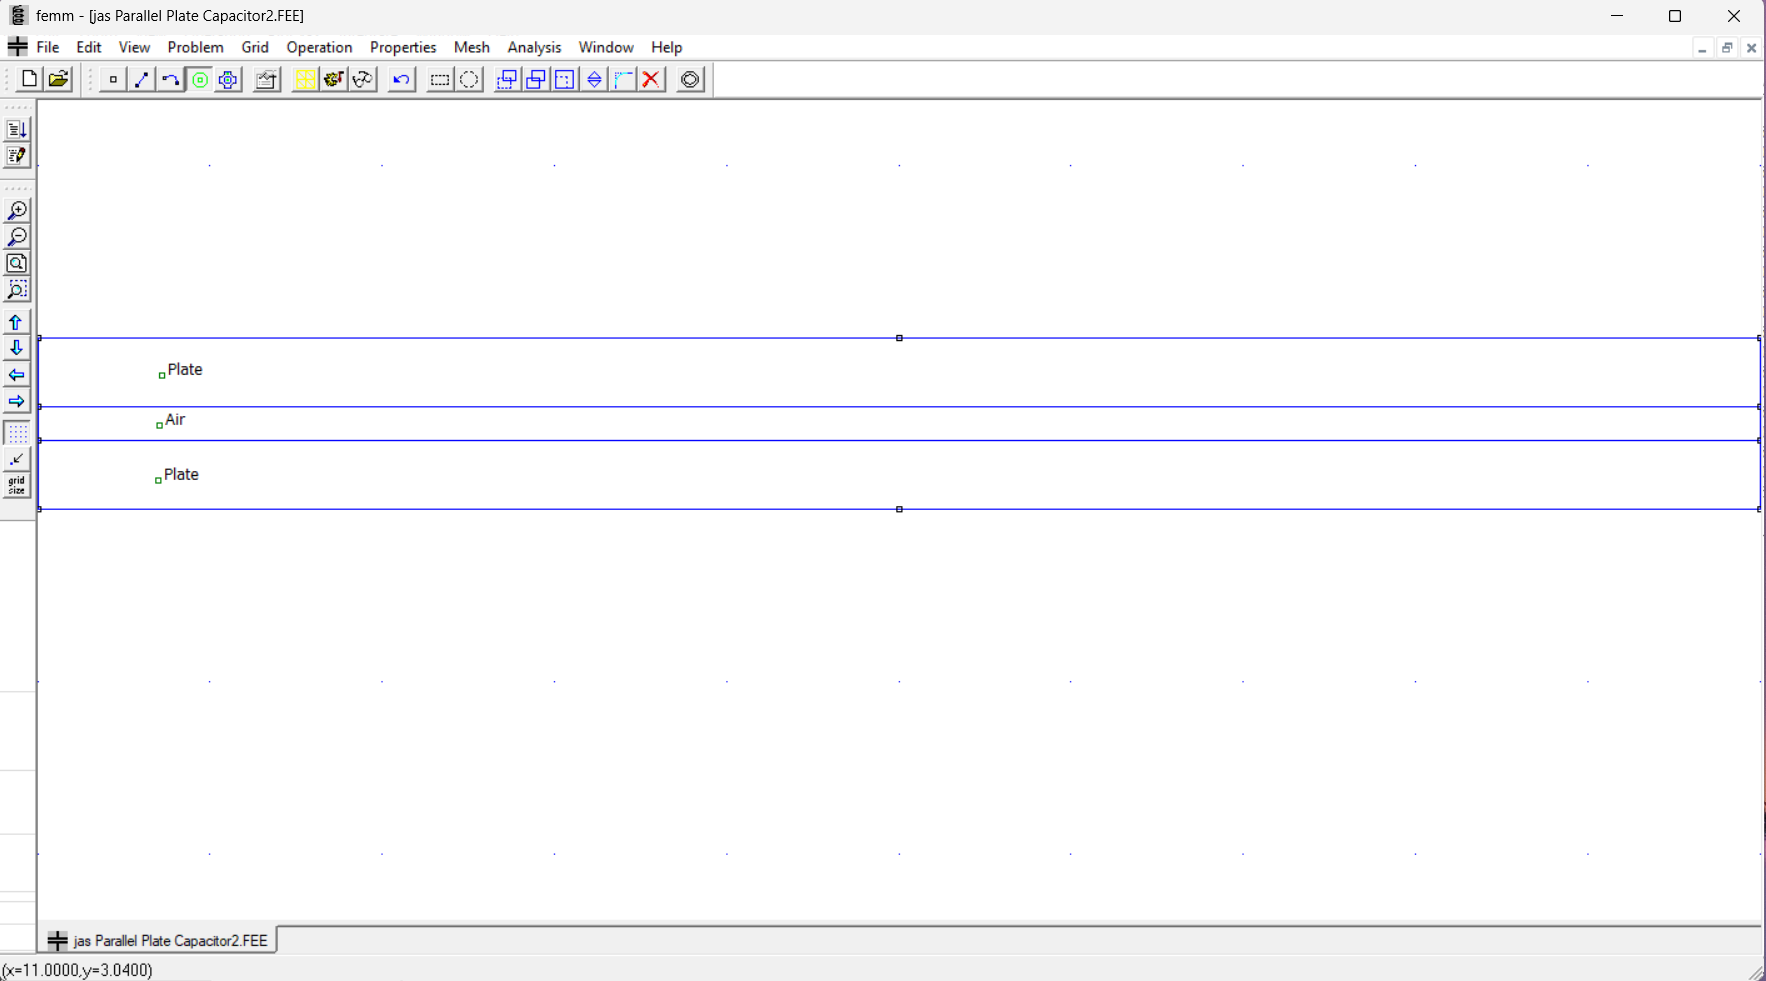 femm - [jas Parallel Plate Capacitor2.FEE]
File Edit View Problem Grid Operation Properties Mesh Analysis Window Help
grid
size
Plate
Air
Plate
jas Parallel Plate Capacitor2.FEE
(x=11.0000,y=3.0400)